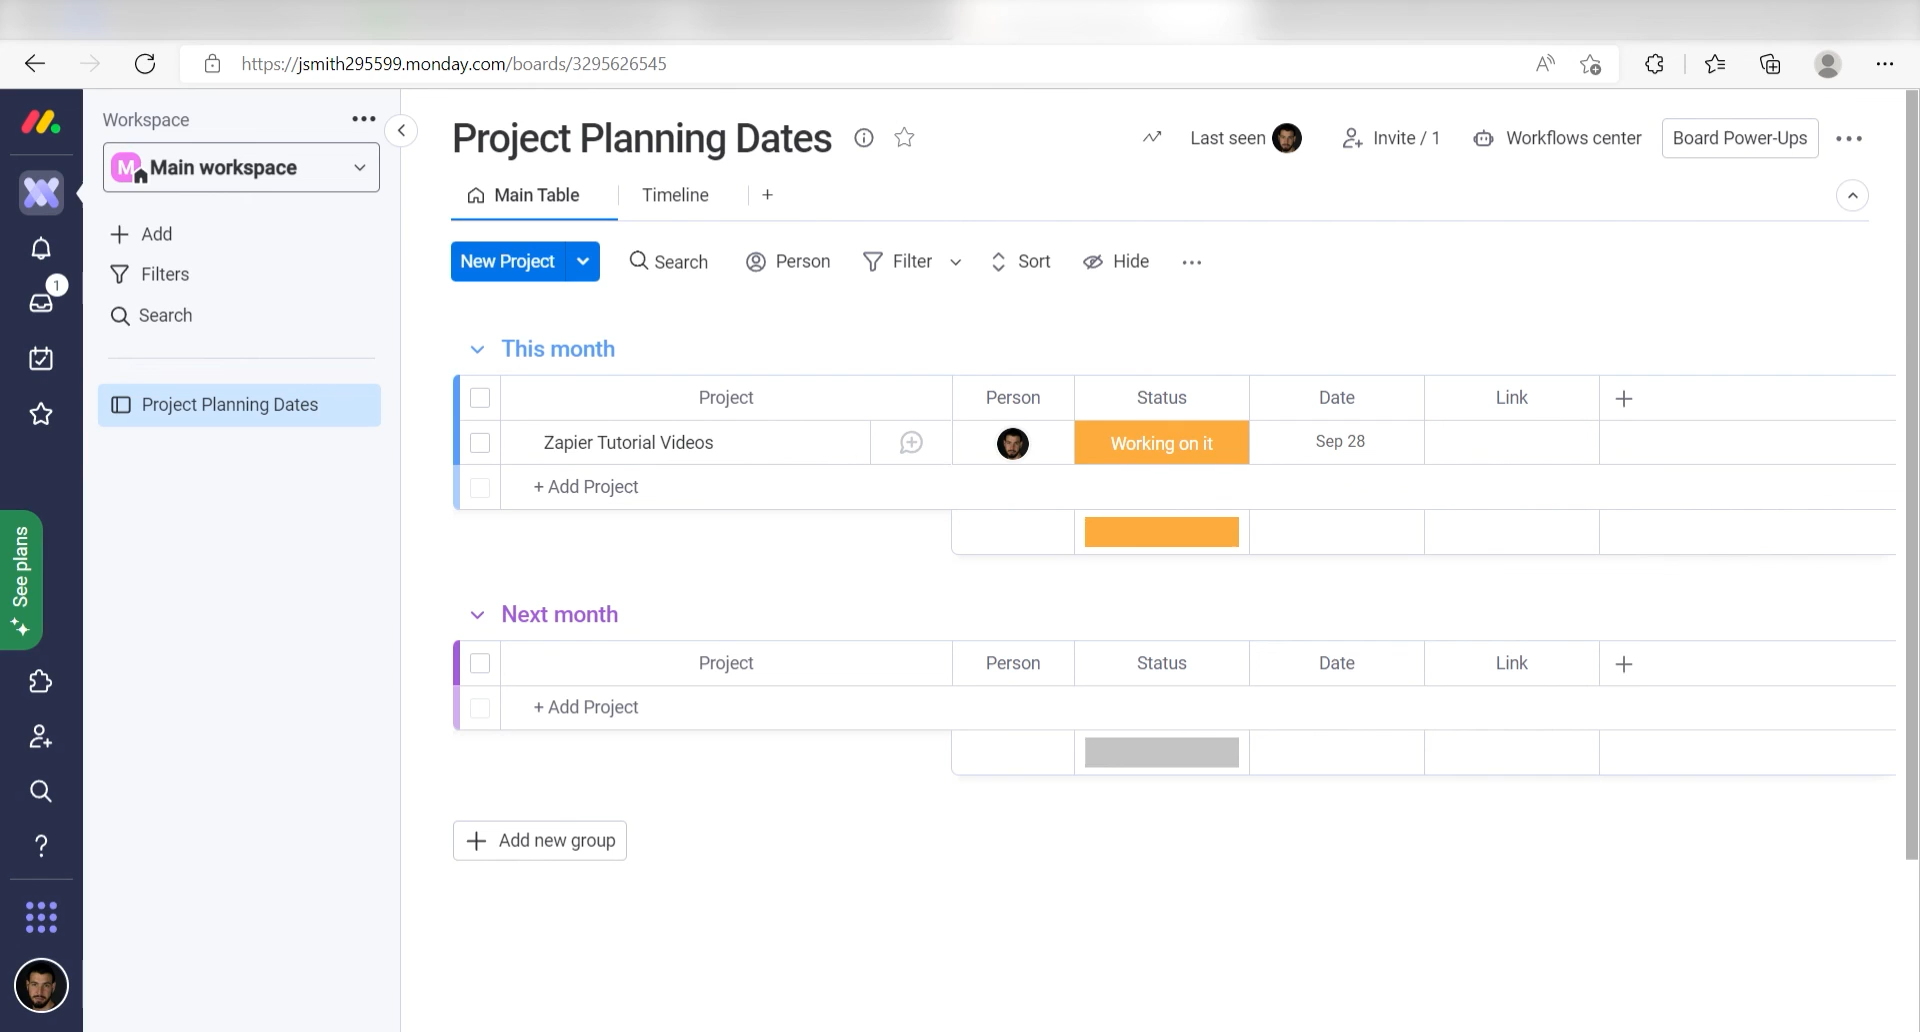 https://jsmith295599.monday.com/boards/3295626545
Workspace
M Main workspace
Add
Filters
Search
Project Planning Dates
1
See plans
Project Planning Dates
Last seen
Invite / 1
Workflows center
Board Power-Ups
Main Table
Timeline
+
New Project
Search
Person
Filter
Sort
Hide
This month
Project Person Status Date Link +
Zapier Tutorial Videos Working on it Sep 28
+ Add Project
Next month
Project Person Status Date Link +
+ Add Project
+ Add new group